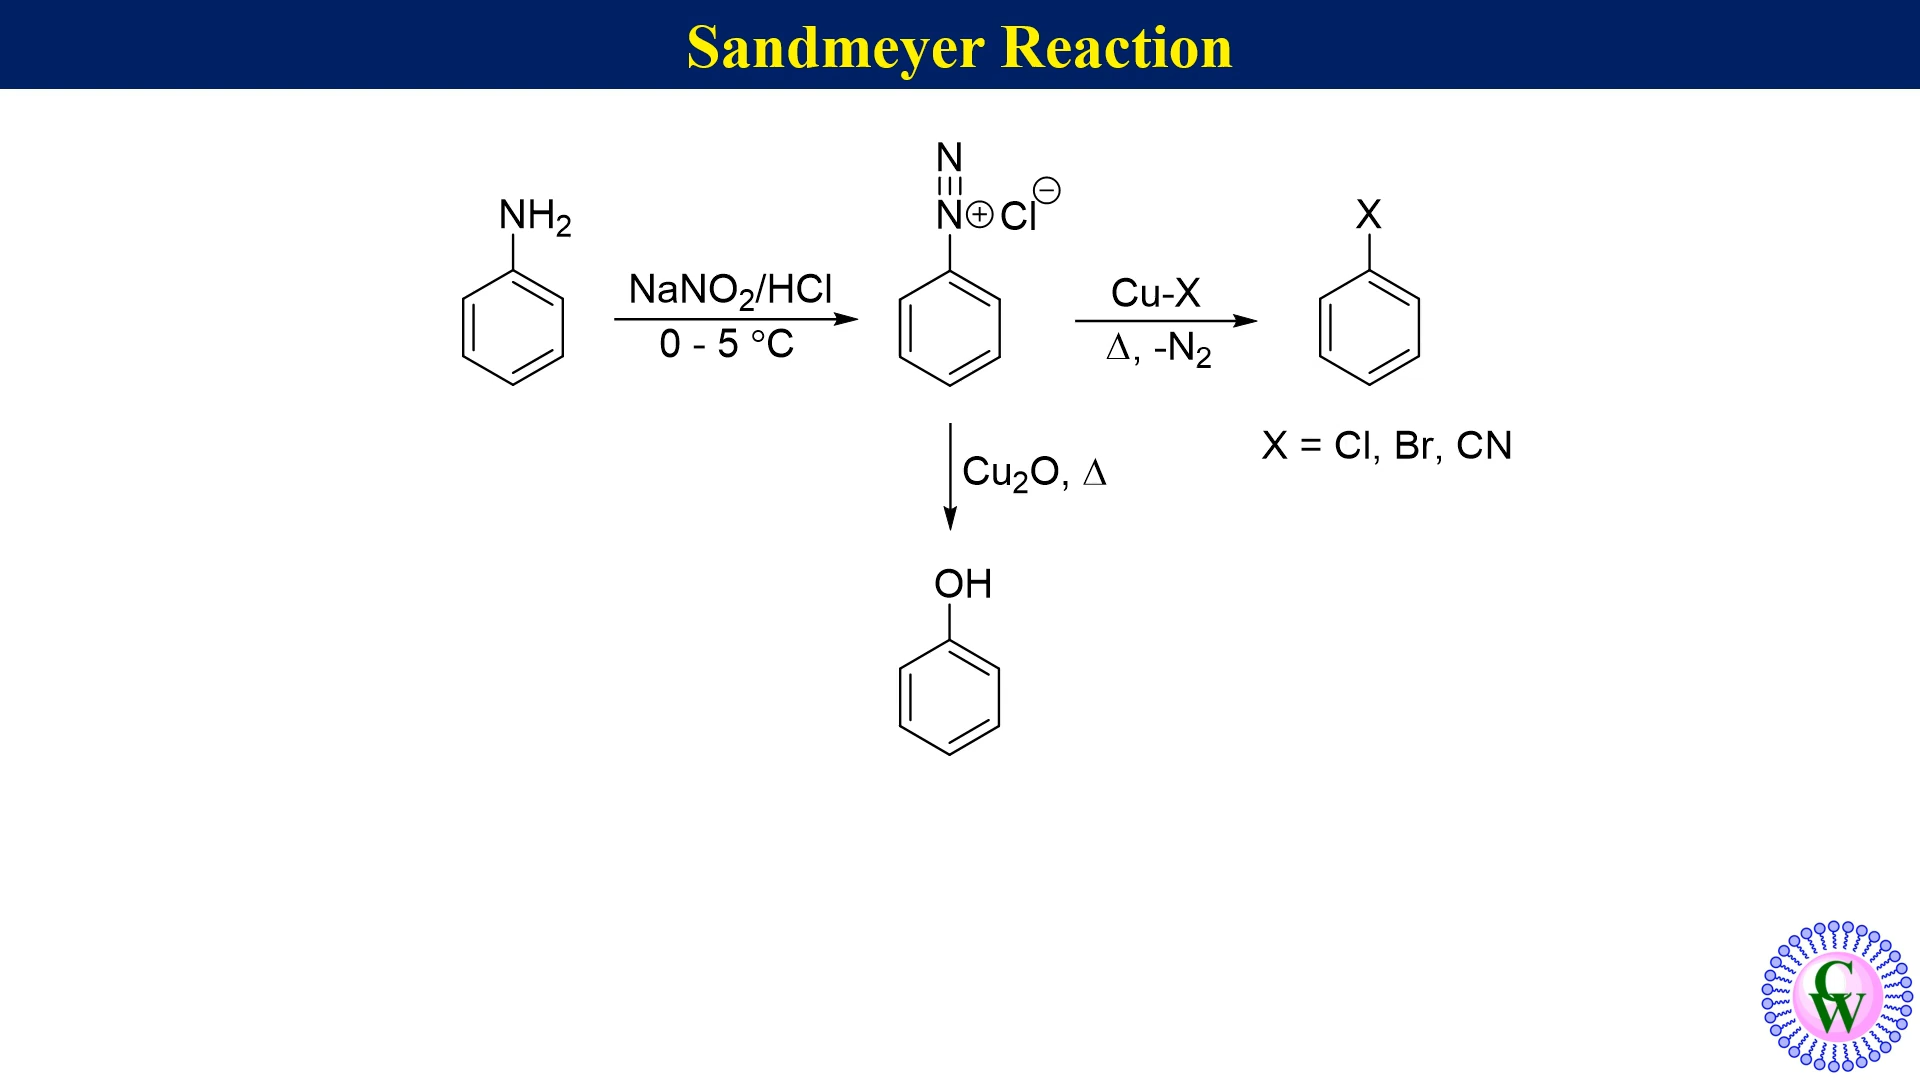 Sandmeyer Reaction
NH₂
NaNO₂/HCl
0 - 5 °C
N
N⊕Cl⊖
Cu-X
Δ, -N₂
X
X = Cl, Br, CN
Cu₂O, Δ
OH
CW